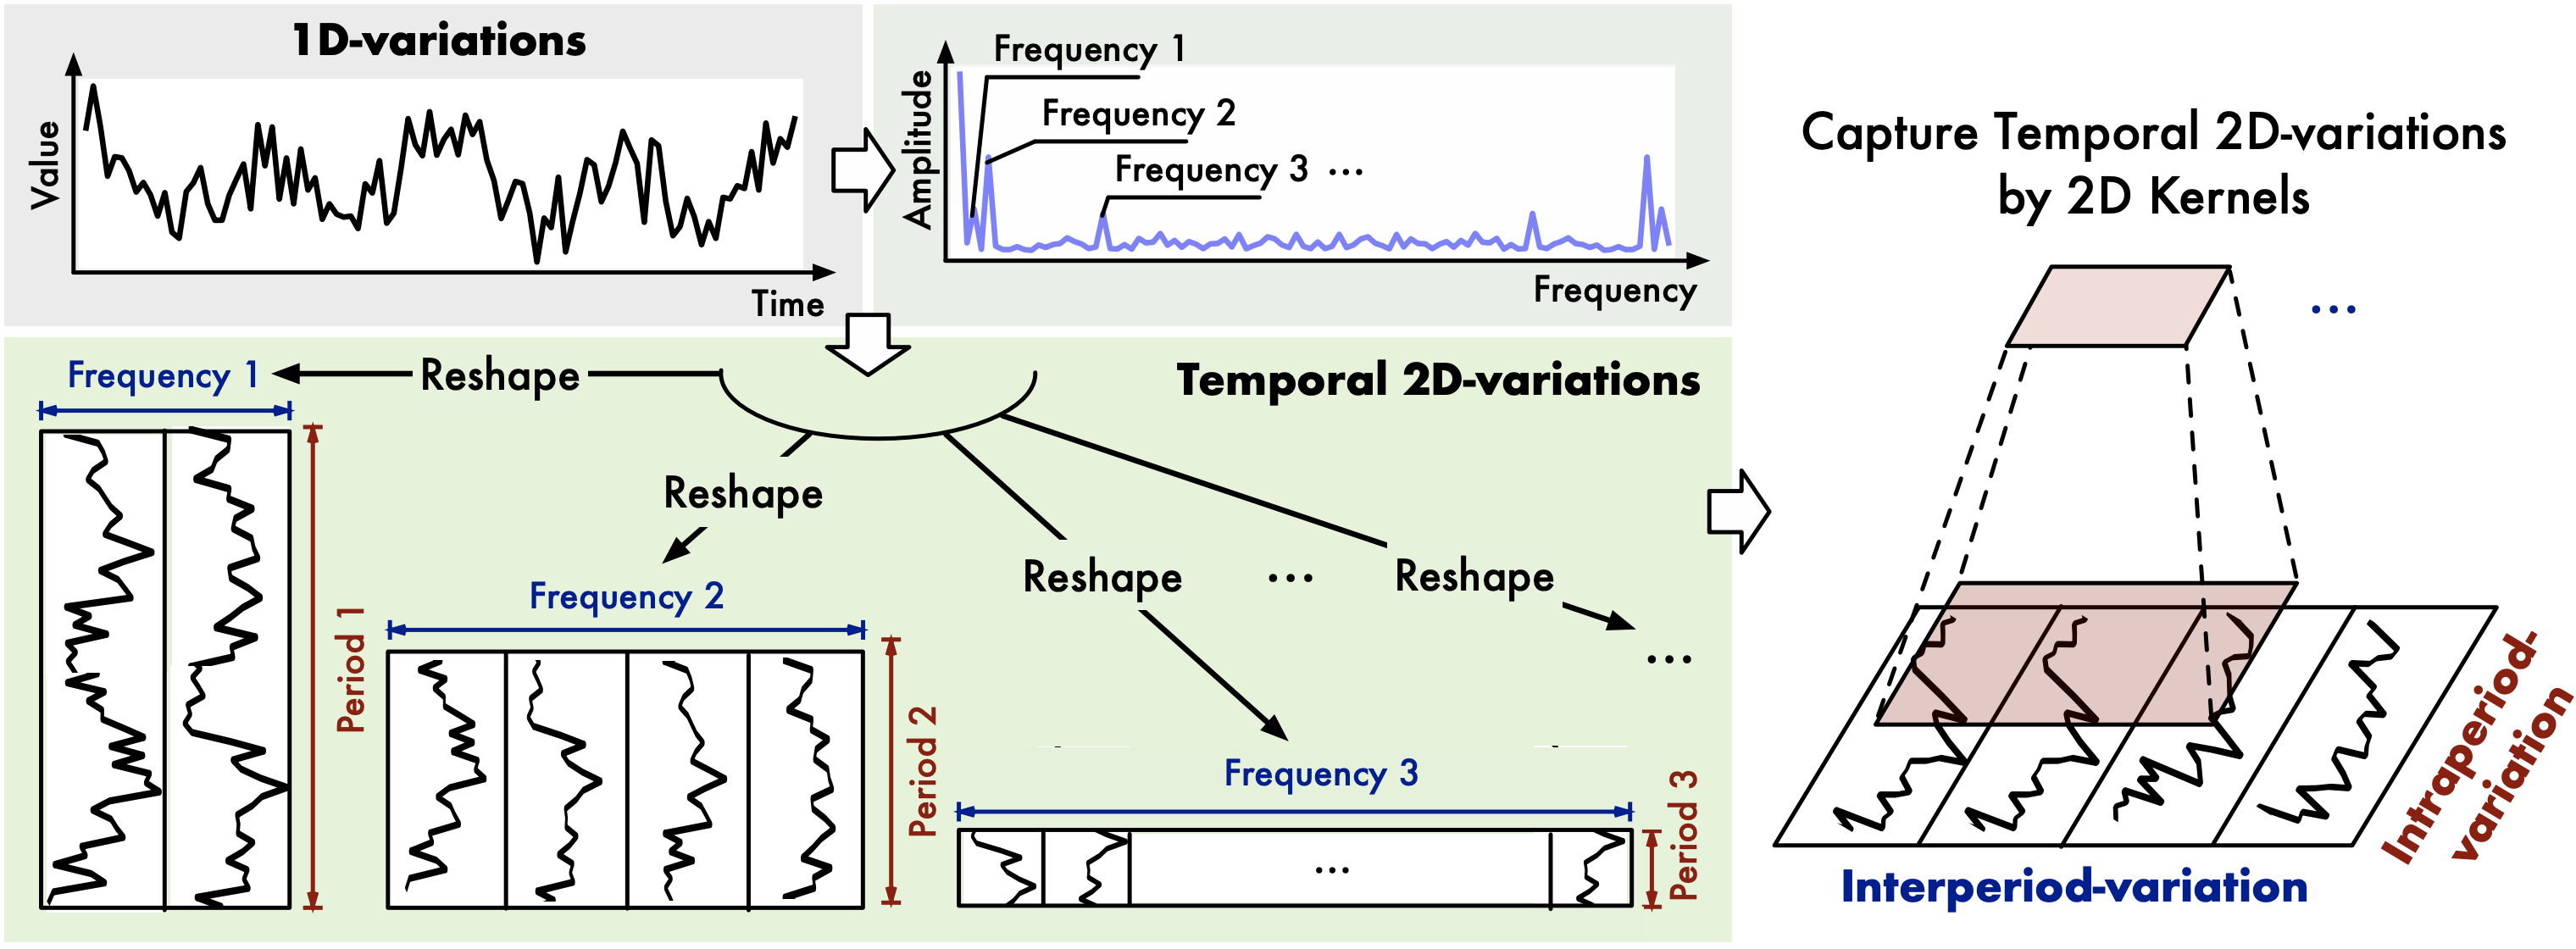 1D-variations
Value
Time
Amplitude
Frequency 1
Frequency 2
Frequency 3 ...
Frequency
Temporal 2D-variations
Frequency 1
Reshape
Period 1
Reshape
Frequency 2
Period 2
Reshape
...
Reshape
...
Frequency 3
...
Period 3
Capture Temporal 2D-variations
by 2D Kernels
...
Intraperiod-
variation
Interperiod-variation